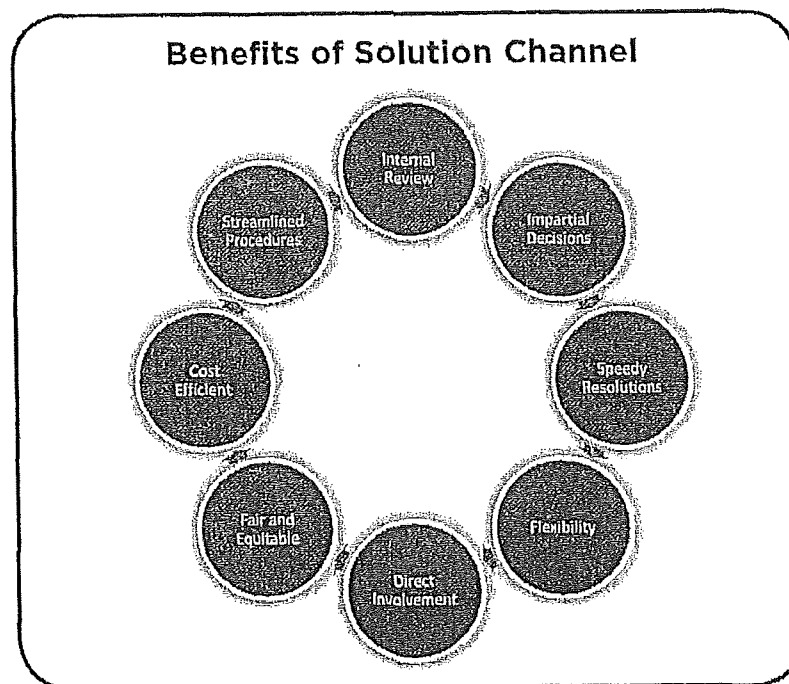 Benefits of Solution Channel
Internal
Review
Impartial
Decisions
Speedy
Resolutions
Flexibility
Direct
Involvement
Fair and
Equitable
Cost
Efficient
Streamlined
Procedures